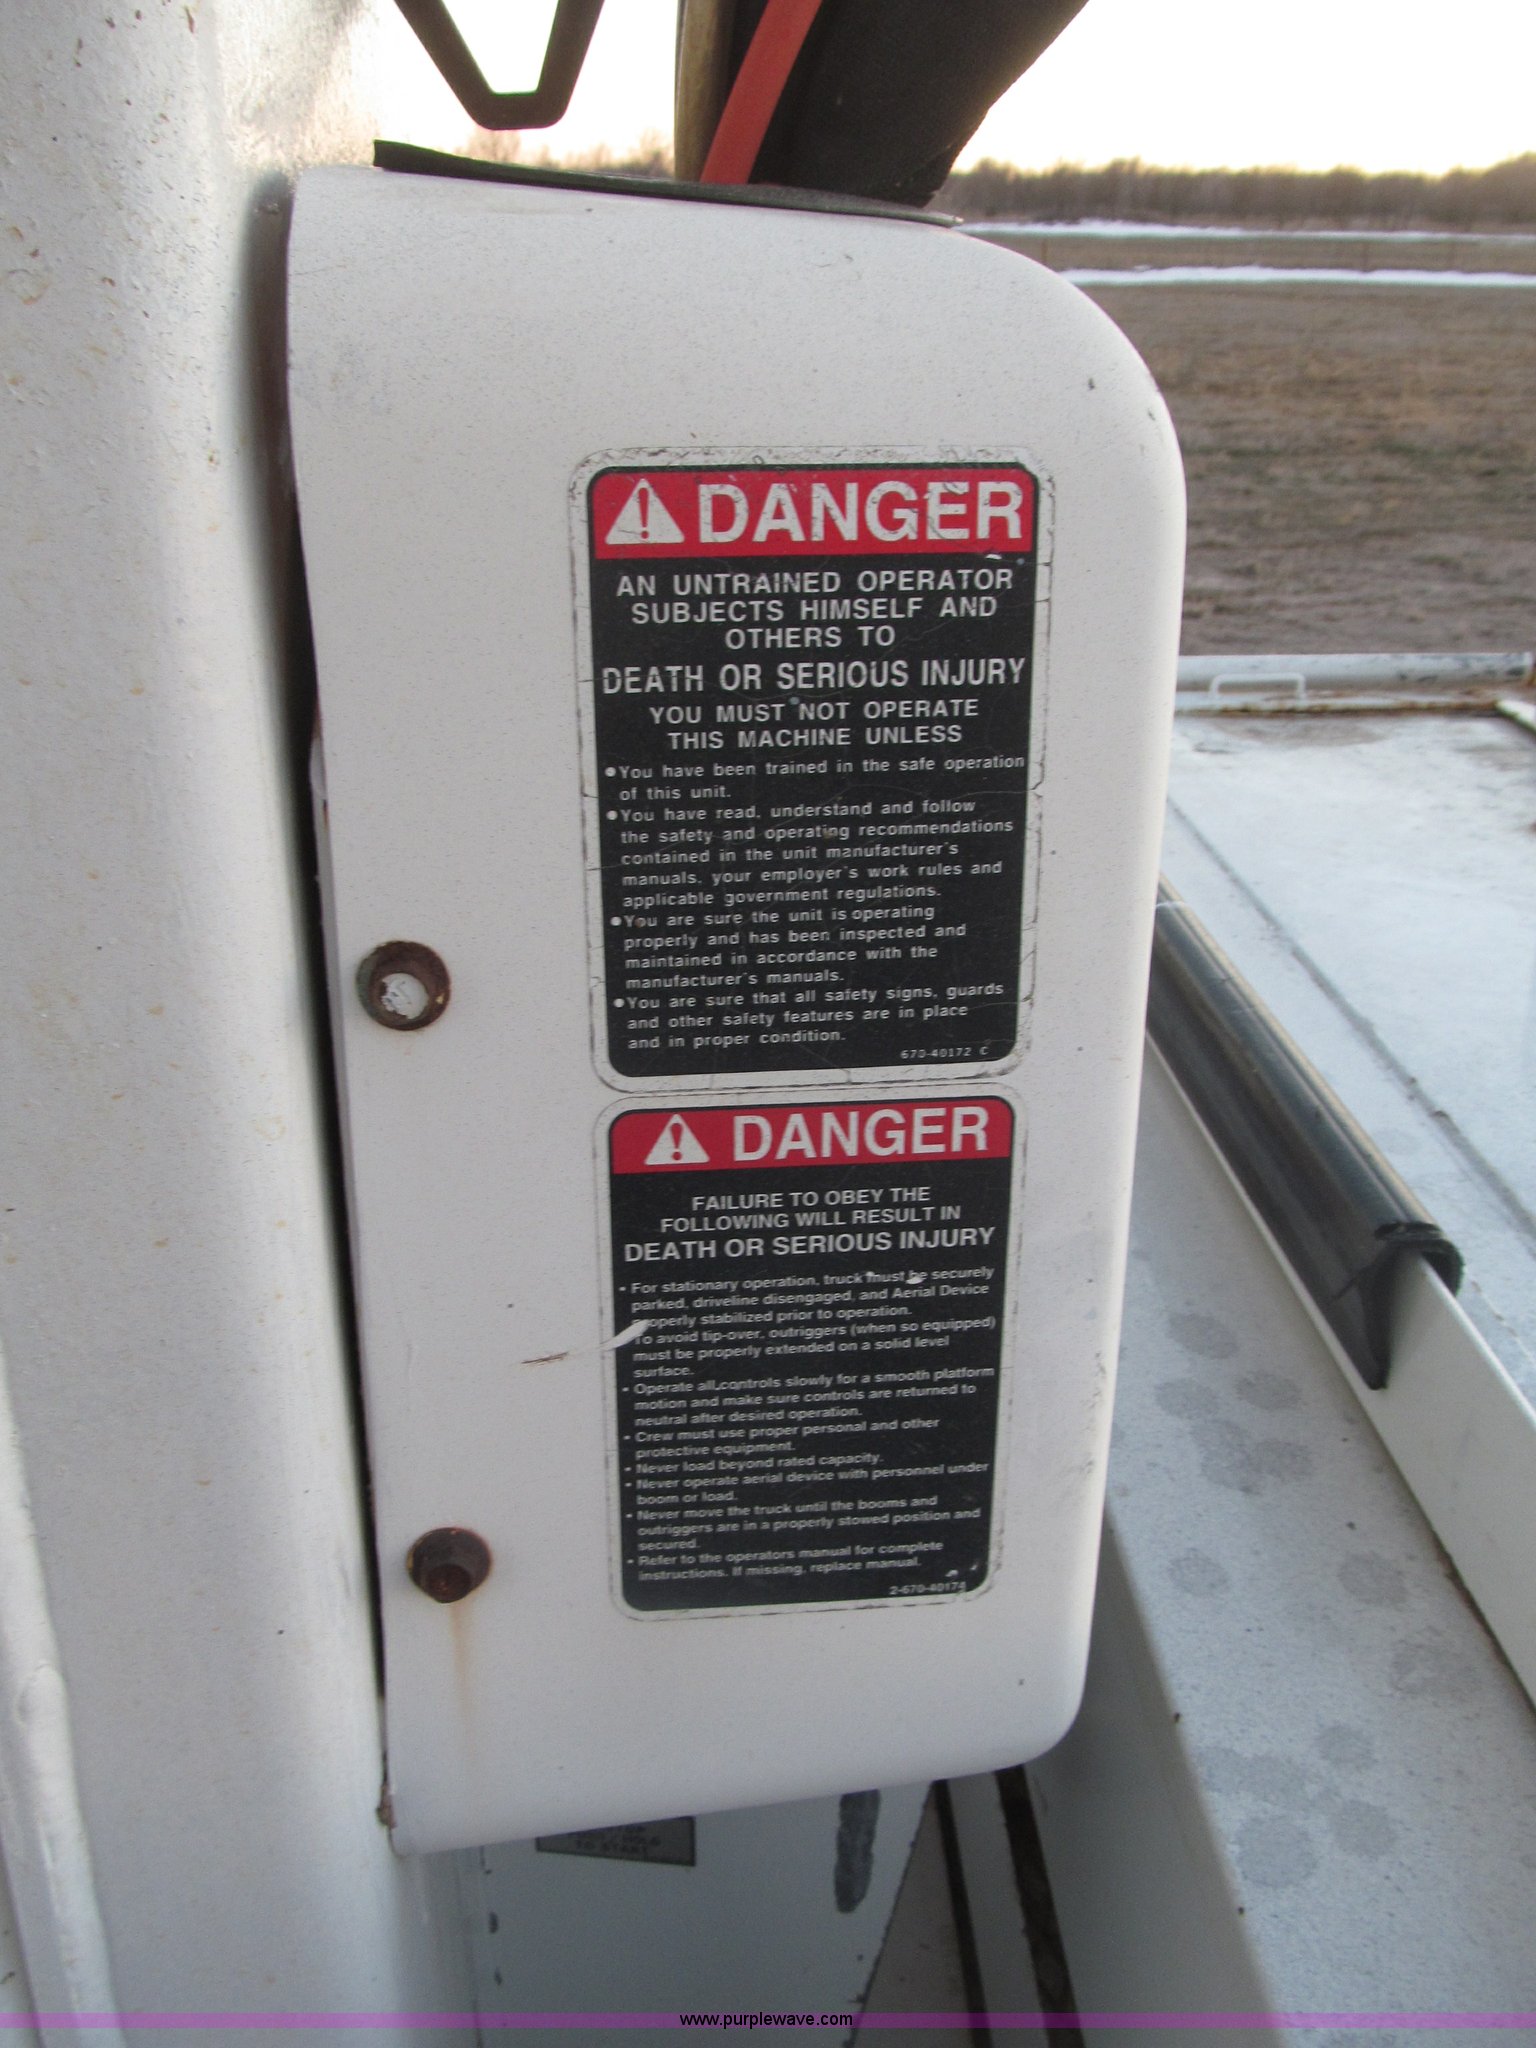 DANGER
AN UNTRAINED OPERATOR
SUBJECTS HIMSELF AND
OTHERS TO
DEATH OR SERIOUS INJURY
YOU MUST NOT OPERATE
THIS MACHINE UNLESS
●You have been trained in the safe operation
of this unit.
●You have read, understand and follow
the safety and operating recommendations
contained in the unit manufacturer's
manuals, your employer's work rules and
applicable government regulations.
●You are sure the unit is operating
properly and has been inspected and
maintained in accordance with the
manufacturer's manuals.
●You are sure that all safety signs, guards
and other safety features are in place
and in proper condition.
670-40172 C
DANGER
FAILURE TO OBEY THE
FOLLOWING WILL RESULT IN
DEATH OR SERIOUS INJURY
• For stationary operation, truck must be securely
parked, driveline disengaged, and Aerial Device
properly stabilized prior to operation.
To avoid tip-over, outriggers (when so equipped)
must be properly extended on a solid level
surface.
• Operate all controls slowly for a smooth platform
motion and make sure controls are returned to
neutral after desired operation.
• Crew must use proper personal and other
protective equipment.
• Never load beyond rated capacity.
• Never operate aerial device with personnel under
boom or load.
• Never move the truck until the booms and
outriggers are in a properly stowed position and
secured.
• Refer to the operators manual for complete
instructions. If missing, replace manual.
2-670-40174
TO START
www.purplewave.com